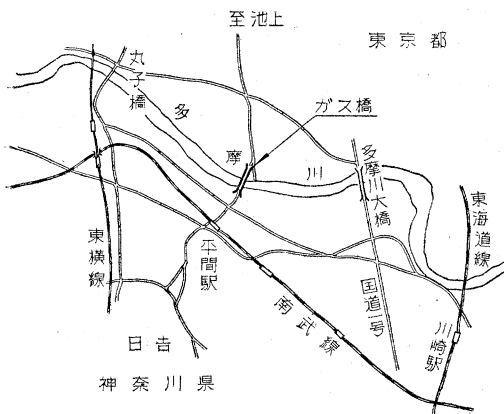 至池上
東京都
丸子橋
ガス橋
多摩川
多摩川大橋
東海道線
東横線
平間駅
南武線
国道一号
川崎駅
日吉
神奈川県